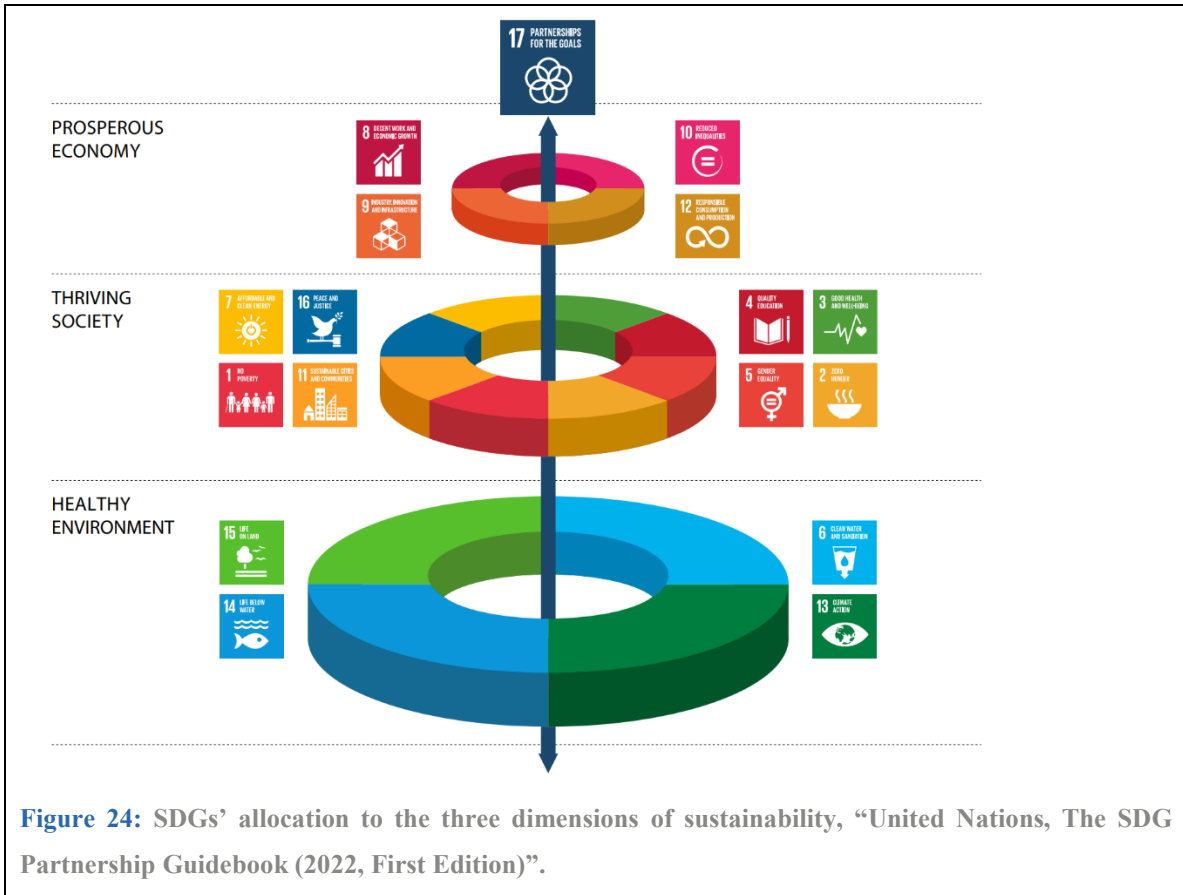 17 PARTNERSHIPS
FOR THE GOALS
PROSPEROUS
ECONOMY
8 DECENT WORK AND
ECONOMIC GROWTH
10 REDUCED
INEQUALITIES
9 INDUSTRY, INNOVATION
AND INFRASTRUCTURE
12 RESPONSIBLE
CONSUMPTION
AND PRODUCTION
THRIVING
SOCIETY
7 AFFORDABLE AND
CLEAN ENERGY
16 PEACE AND
JUSTICE
4 QUALITY
EDUCATION
3 GOOD HEALTH
AND WELL-BEING
1 NO
POVERTY
11 SUSTAINABLE CITIES
AND COMMUNITIES
5 GENDER
EQUALITY
2 ZERO
HUNGER
HEALTHY
ENVIRONMENT
15 LIFE
ON LAND
6 CLEAN WATER
AND SANITATION
14 LIFE BELOW
WATER
13 CLIMATE
ACTION
Figure 24: SDGs’ allocation to the three dimensions of sustainability, “United Nations, The SDG
Partnership Guidebook (2022, First Edition)”.